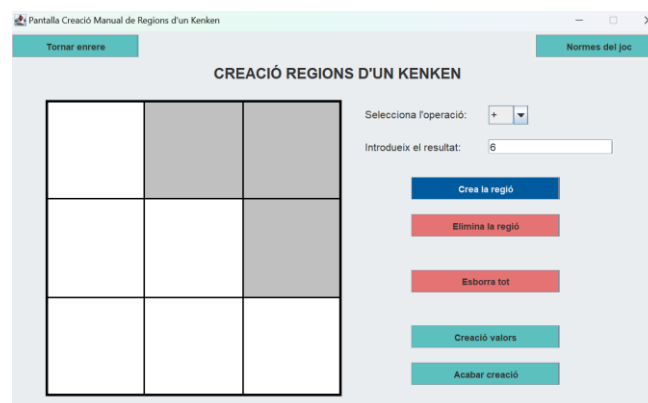 Pantalla Creació Manual de Regions d'un Kenken
Tornar enrere
Normes del joc
CREACIÓ REGIONS D'UN KENKEN
Selecciona l'operació: +
Introdueix el resultat: 6
Crea la regió
Elimina la regió
Esborra tot
Creació valors
Acabar creació